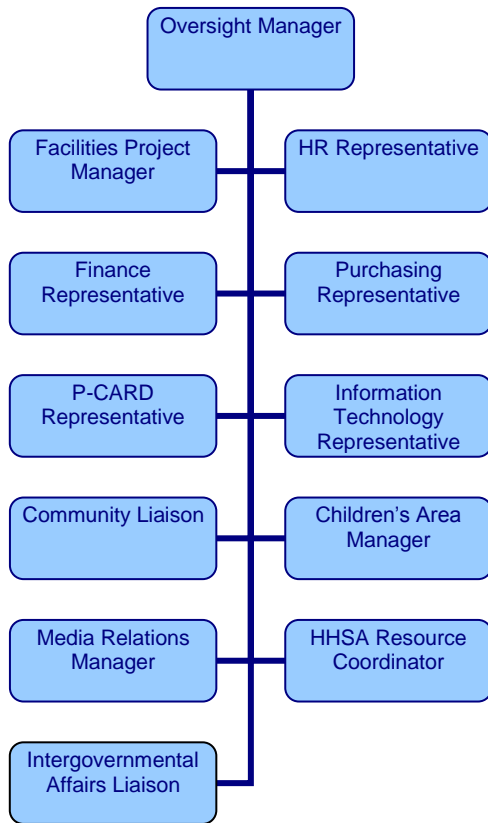 Oversight Manager
Facilities Project
Manager
HR Representative
Finance
Representative
Purchasing
Representative
P-CARD
Representative
Information
Technology
Representative
Community Liaison
Children’s Area
Manager
Media Relations
Manager
HHSA Resource
Coordinator
Intergovernmental
Affairs Liaison